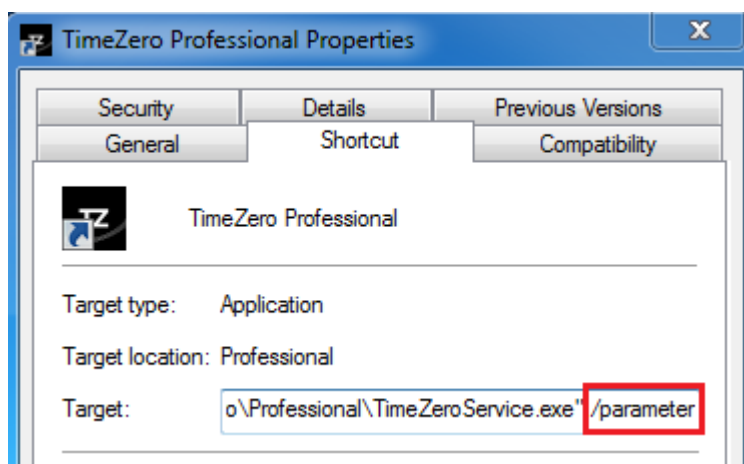 TimeZero Professional Properties
Security Details Previous Versions
General Shortcut Compatibility
TZ
TimeZero Professional
Target type: Application
Target location: Professional
Target: o\Professional\TimeZeroService.exe" /parameter